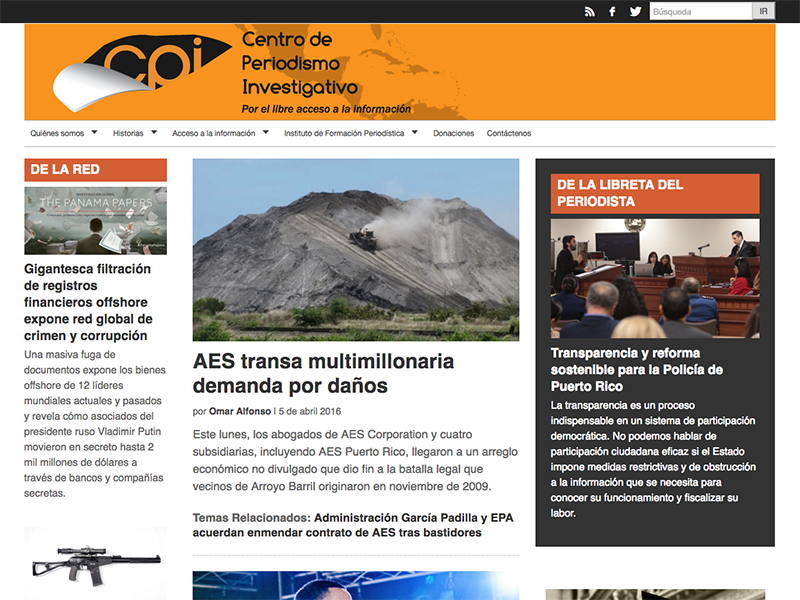 Búsqueda
IR
cpi
Centro de
Periodismo
Investigativo
Por el libre acceso a la información
Quiénes somos
Historias
Acceso a la información
Instituto de Formación Periodística
Donaciones
Contáctenos
DE LA RED
THE PANAMA PAPERS
Gigantesca filtración
de registros
financieros offshore
expone red global de
crimen y corrupción
Una masiva fuga de
documentos expone los bienes
offshore de 12 líderes
mundiales actuales y pasados
y revela cómo asociados del
presidente ruso Vladimir Putin
movieron en secreto hasta 2
mil millones de dólares a
través de bancos y compañías
secretas.
AES transa multimillonaria
demanda por daños
por Omar Alfonso | 5 de abril 2016
Este lunes, los abogados de AES Corporation y cuatro
subsidiarias, incluyendo AES Puerto Rico, llegaron a un arreglo
económico no divulgado que dio fin a la batalla legal que
vecinos de Arroyo Barril originaron en noviembre de 2009.
Temas Relacionados: Administración García Padilla y EPA
acuerdan enmendar contrato de AES tras bastidores
DE LA LIBRETA DEL
PERIODISTA
Transparencia y reforma
sostenible para la Policía de
Puerto Rico
La transparencia es un proceso
indispensable en un sistema de participación
democrática. No podemos hablar de
participación ciudadana eficaz si el Estado
impone medidas restrictivas y de obstrucción
a la información que se necesita para
conocer su funcionamiento y fiscalizar su
labor.